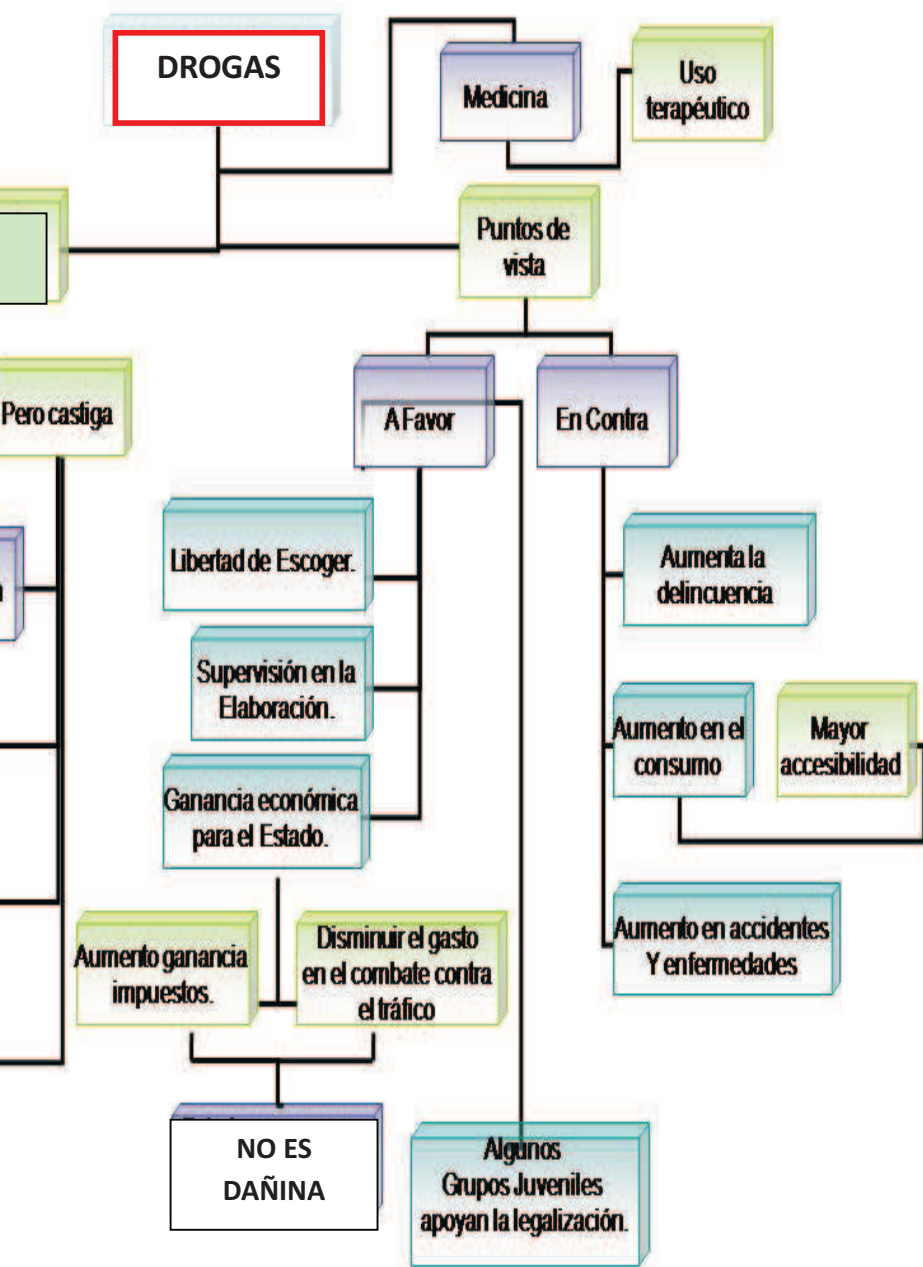 DROGAS
Medicina
Uso
terapéutico
Puntos de
vista
Pero castiga
A Favor
En Contra
Libertad de Escoger.
Aumenta la
delincuencia
Supervisión en la
Elaboración.
Aumento en el
consumo
Mayor
accesibilidad
Ganancia económica
para el Estado.
Aumento ganancia
impuestos.
Disminuir el gasto
en el combate contra
el tráfico
Aumento en accidentes
Y enfermedades
NO ES
DAÑINA
Algunos
Grupos Juveniles
apoyan la legalización.